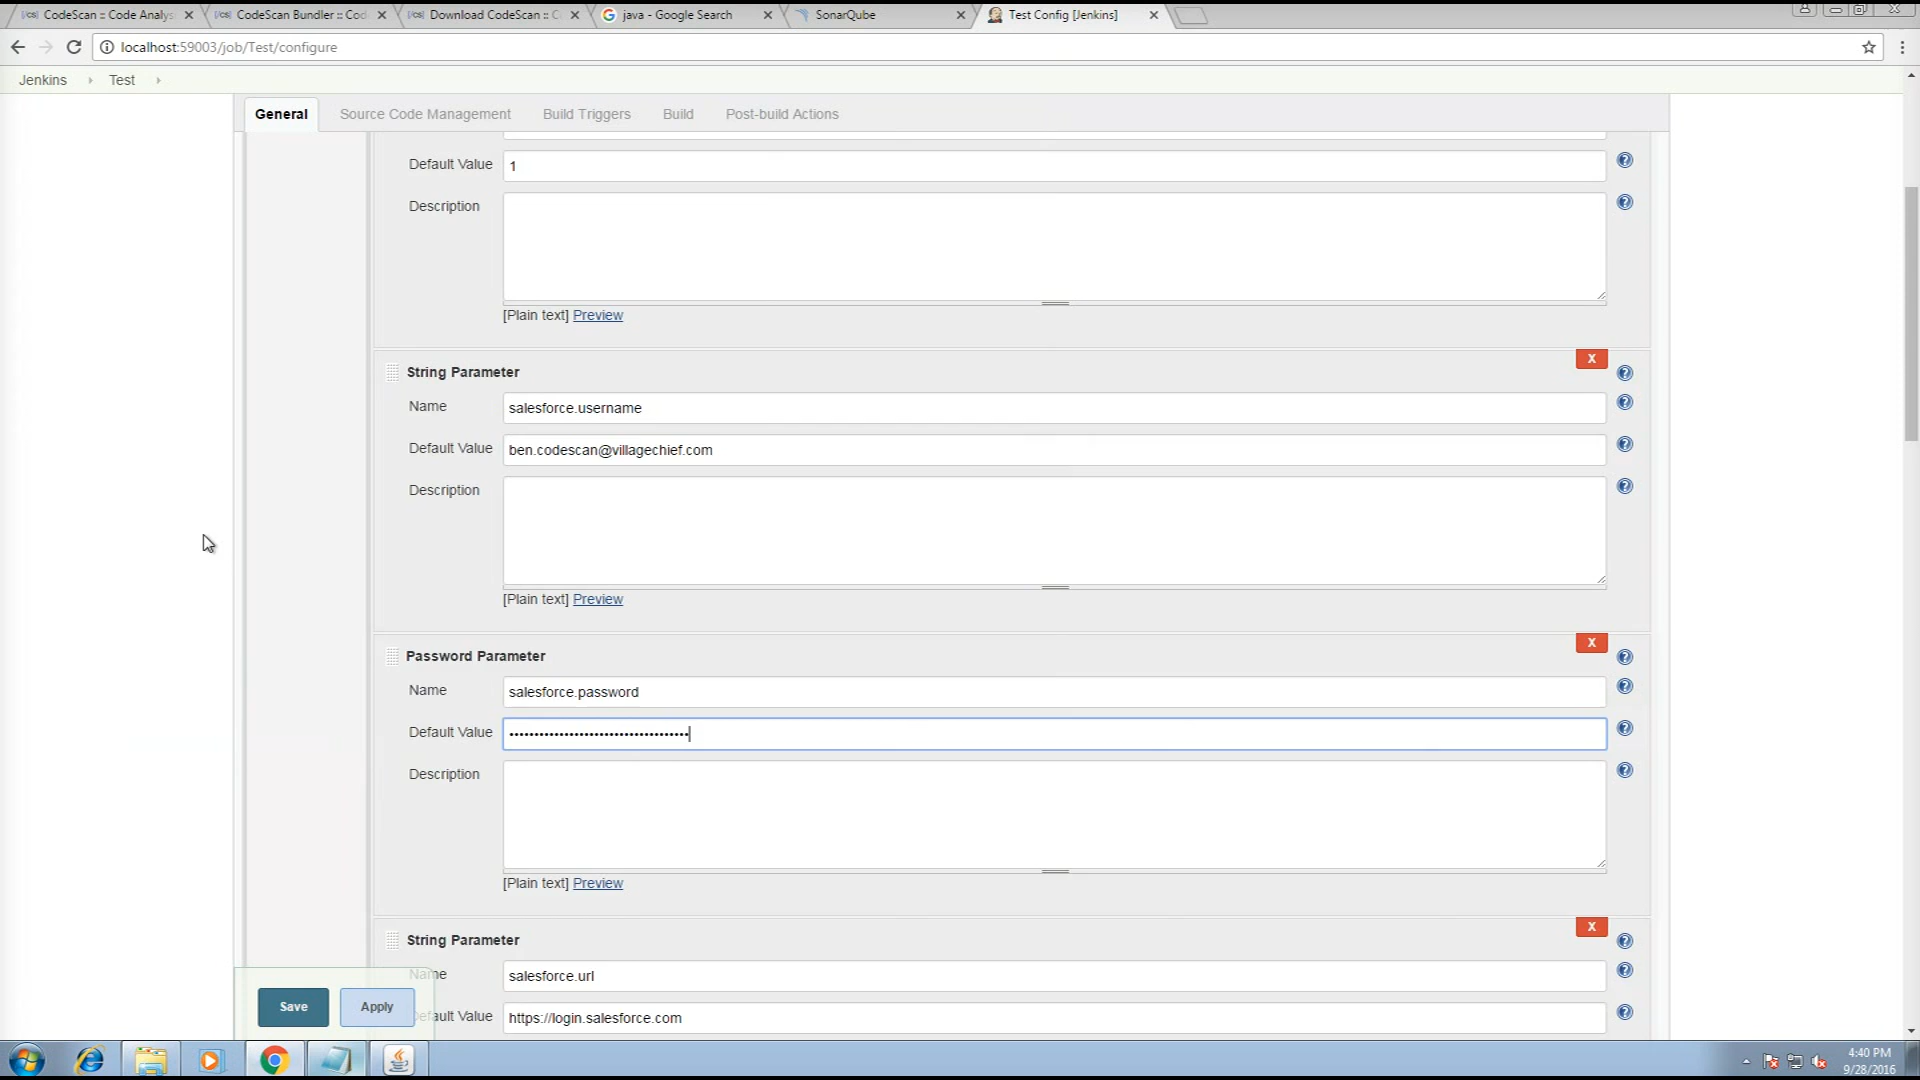 CodeScan :: Code Analys
CodeScan Bundler :: Cod
Download CodeScan :: C
java - Google Search
SonarQube
Test Config [Jenkins]
localhost:59003/job/Test/configure
Jenkins
Test
General
Source Code Management
Build Triggers
Build
Post-build Actions
Default Value
1
Description
[Plain text] Preview
String Parameter
X
Name
salesforce.username
Default Value
ben.codescan@villagechief.com
Description
[Plain text] Preview
Password Parameter
X
Name
salesforce.password
Default Value
••••••••••••••••••••••••••••••••••••
Description
[Plain text] Preview
String Parameter
X
Name
salesforce.url
Default Value
https://login.salesforce.com
Save
Apply
4:40 PM
9/28/2016